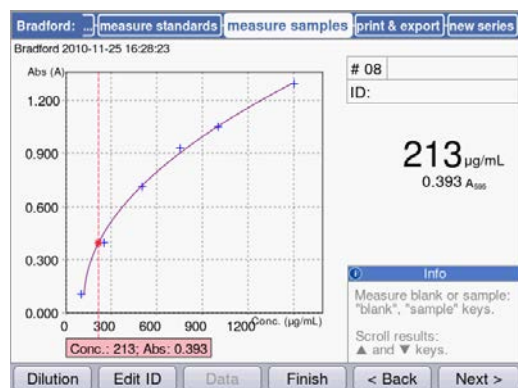 Bradford: ... measure standards measure samples print & export new series
Bradford 2010-11-25 16:28:23
Abs (A)
1.200
0.900
0.600
0.300
0.000
0 300 600 900 1200 Conc. (µg/mL)
Conc.: 213; Abs: 0.393
# 08
ID:
213 µg/mL
0.393 A595
Info
Measure blank or sample:
"blank", "sample" keys.
Scroll results:
▲ and ▼ keys.
Dilution Edit ID Data Finish < Back Next >